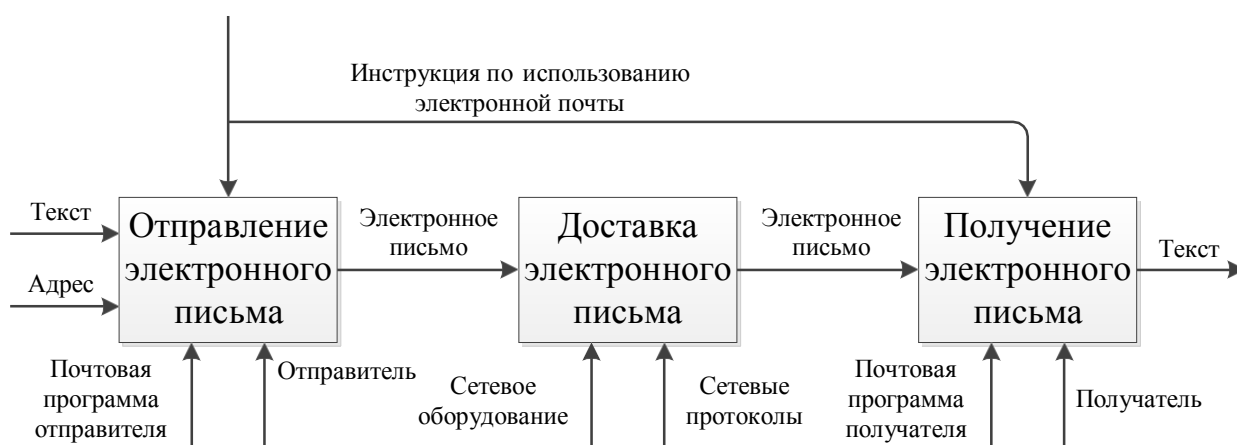 Инструкция по использованию
электронной почты
Текст
Адрес
Отправление
электронного
письма
Электронное
письмо
Доставка
электронного
письма
Электронное
письмо
Получение
электронного
письма
Текст
Почтовая
программа
отправителя
Отправитель
Сетевое
оборудование
Сетевые
протоколы
Почтовая
программа
получателя
Получатель